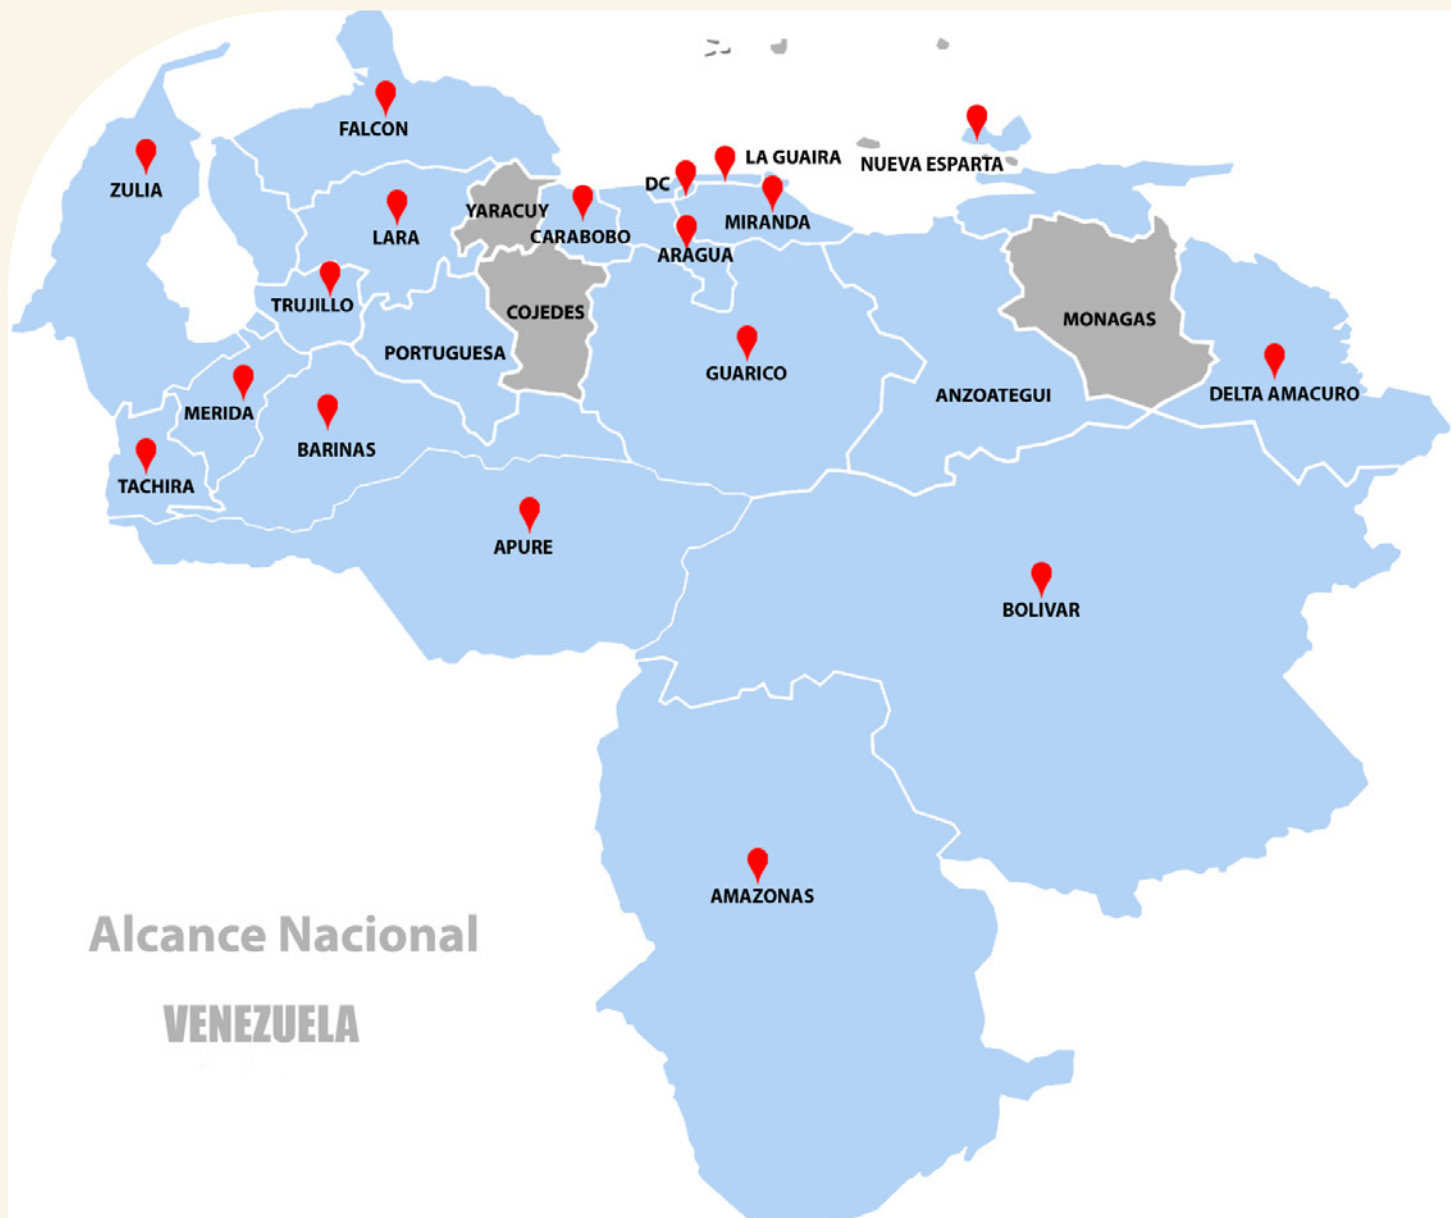 FALCON
LA GUAIRA
NUEVA ESPARTA
ZULIA
DC
YARACUY
MIRANDA
LARA
CARABOBO
ARAGUA
TRUJILLO
COJEDES
MONAGAS
PORTUGUESA
GUARICO
ANZOATEGUI
DELTA AMACURO
MERIDA
BARINAS
TACHIRA
APURE
BOLIVAR
AMAZONAS
Alcance Nacional
VENEZUELA